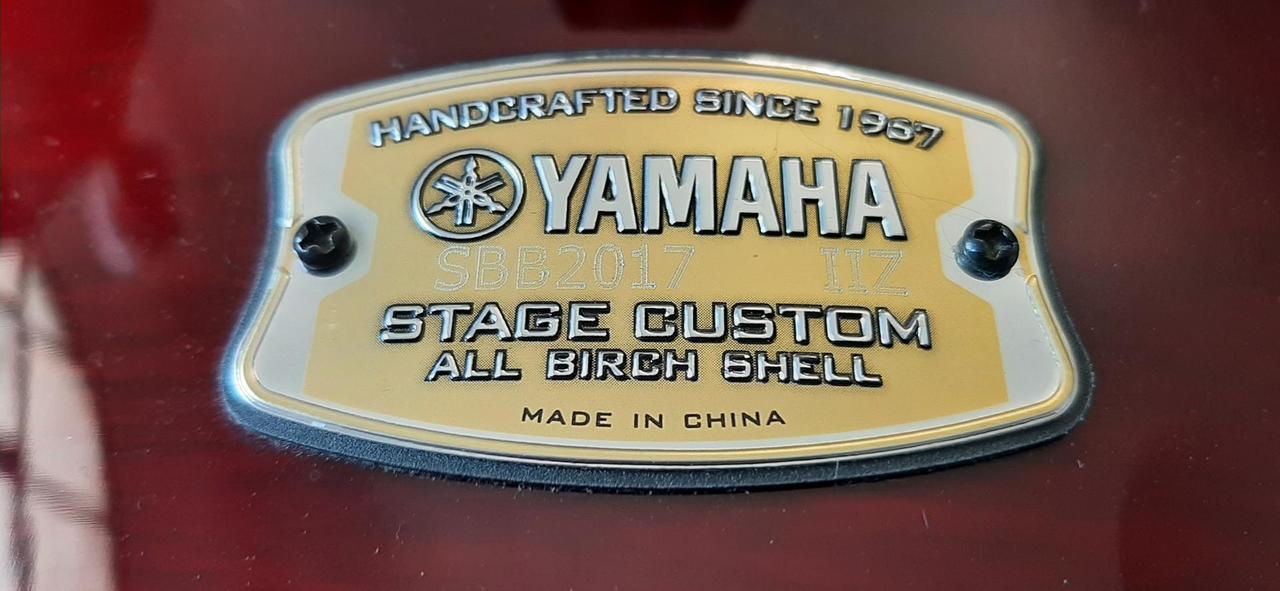 HANDCRAFTED SINCE 1967
YAMAHA
SBB2017 IIZ
STAGE CUSTOM
ALL BIRCH SHELL
MADE IN CHINA